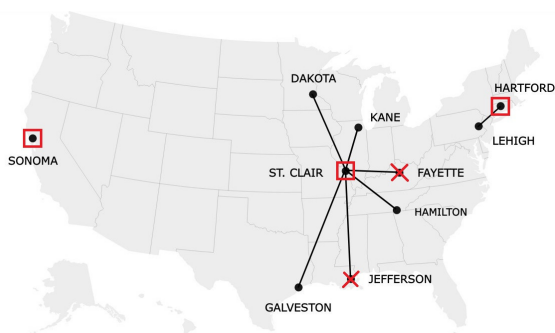 DAKOTA
HARTFORD
KANE
LEHIGH
SONOMA
ST. CLAIR
FAYETTE
HAMILTON
JEFFERSON
GALVESTON